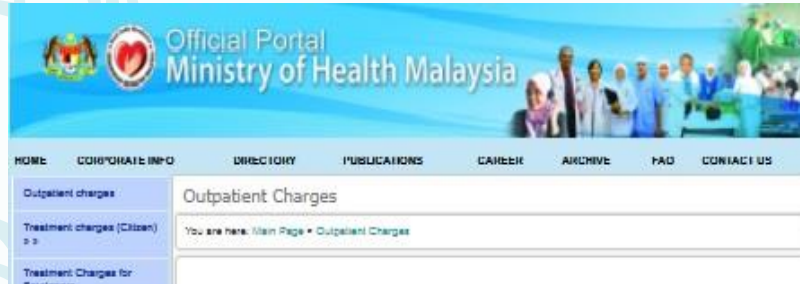 Official Portal
Ministry of Health Malaysia
HOME CORPORATE INFO DIRECTORY PUBLICATIONS CAREER ARCHIVE FAQ CONTACT US
Outpatient charges
Outpatient Charges
Treatment charges (Citizen)
» »
You are here: Main Page • Outpatient Charges
Treatment Charges for